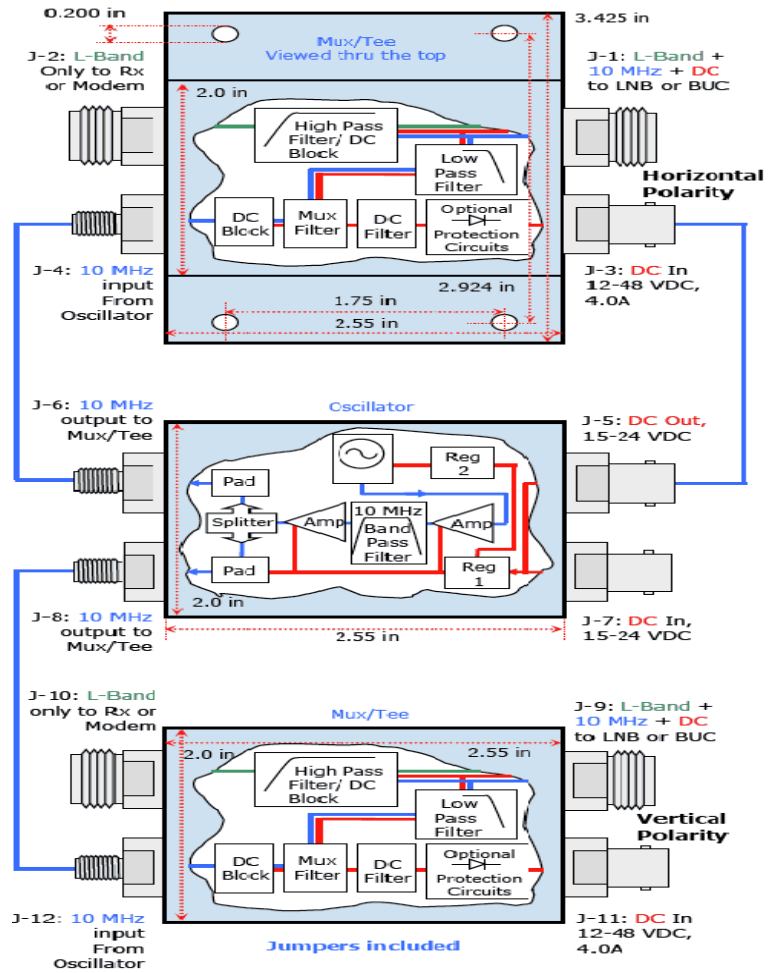 0.200 in
3.425 in
Mux/Tee
Viewed thru the top
J-2: L-Band
Only to Rx
or Modem
J-1: L-Band +
10 MHz + DC
to LNB or BUC
2.0 in
High Pass
Filter/ DC
Block
Low
Pass
Filter
Horizontal
Polarity
DC
Block
Mux
Filter
DC
Filter
Optional
Protection
Circuits
J-4: 10 MHz
input
From
Oscillator
J-3: DC In
12-48 VDC,
4.0A
2.924 in
1.75 in
2.55 in
J-6: 10 MHz
output to
Mux/Tee
Oscillator
J-5: DC Out,
15-24 VDC
Reg
2
Pad
Splitter
Amp
10 MHz
Band
Pass
Filter
Amp
Pad
Reg
1
2.0 in
J-8: 10 MHz
output to
Mux/Tee
2.55 in
J-7: DC In,
15-24 VDC
J-10: L-Band
only to Rx or
Modem
Mux/Tee
J-9: L-Band +
10 MHz + DC
to LNB or BUC
2.0 in
2.55 in
High Pass
Filter/ DC
Block
Low
Pass
Filter
Vertical
Polarity
DC
Block
Mux
Filter
DC
Filter
Optional
Protection
Circuits
J-12: 10 MHz
input
From
Oscillator
J-11: DC In
12-48 VDC,
4.0A
Jumpers included